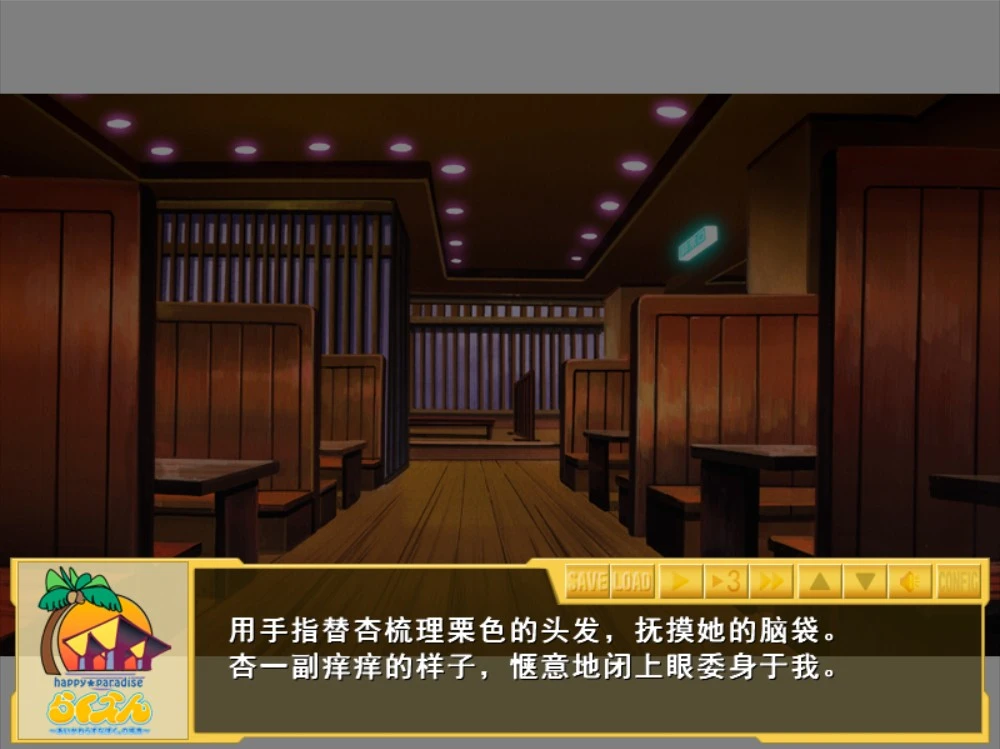 SAVE LOAD 3 CONFIG
用手指替杏梳理栗色的头发，抚摸她的脑袋。
杏一副痒痒的样子，惬意地闭上眼委身于我。
happy★paradise
らくえん